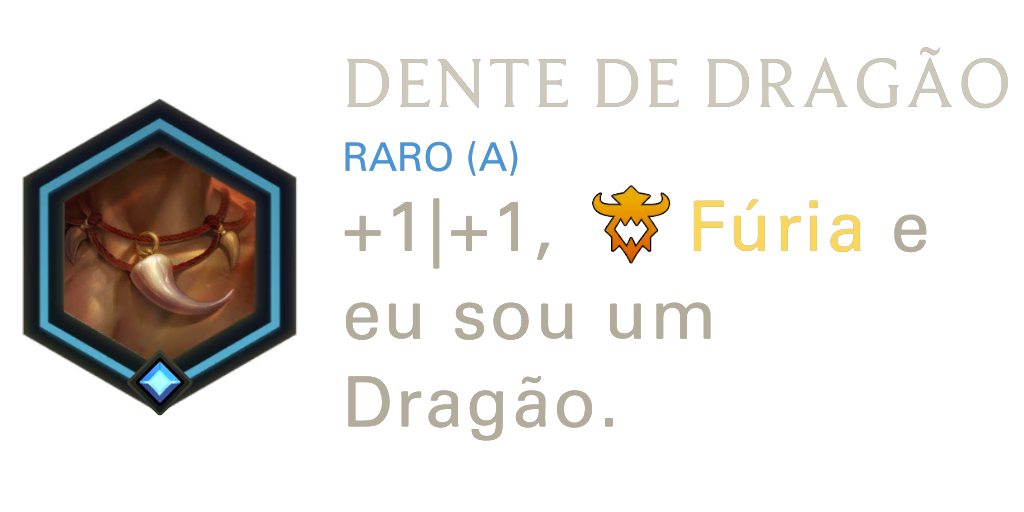 DENTE DE DRAGÃO
RARO (A)
+1|+1, Fúria e
eu sou um
Dragão.